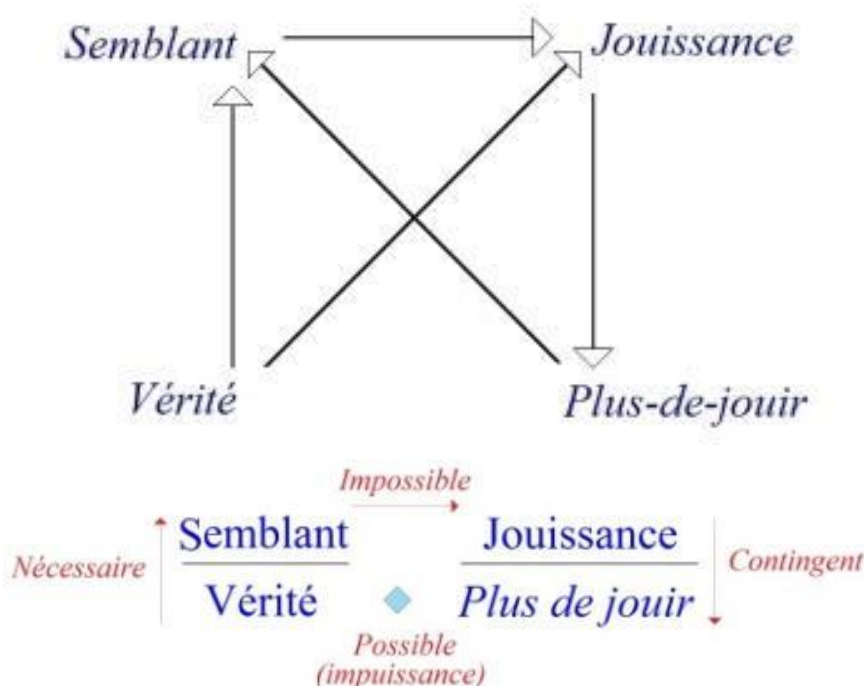 Semblant Jouissance
Vérité Plus-de-jouir
Impossible
Semblant Jouissance
Nécessaire Contingent
Vérité Plus de jouir
Possible
(impuissance)